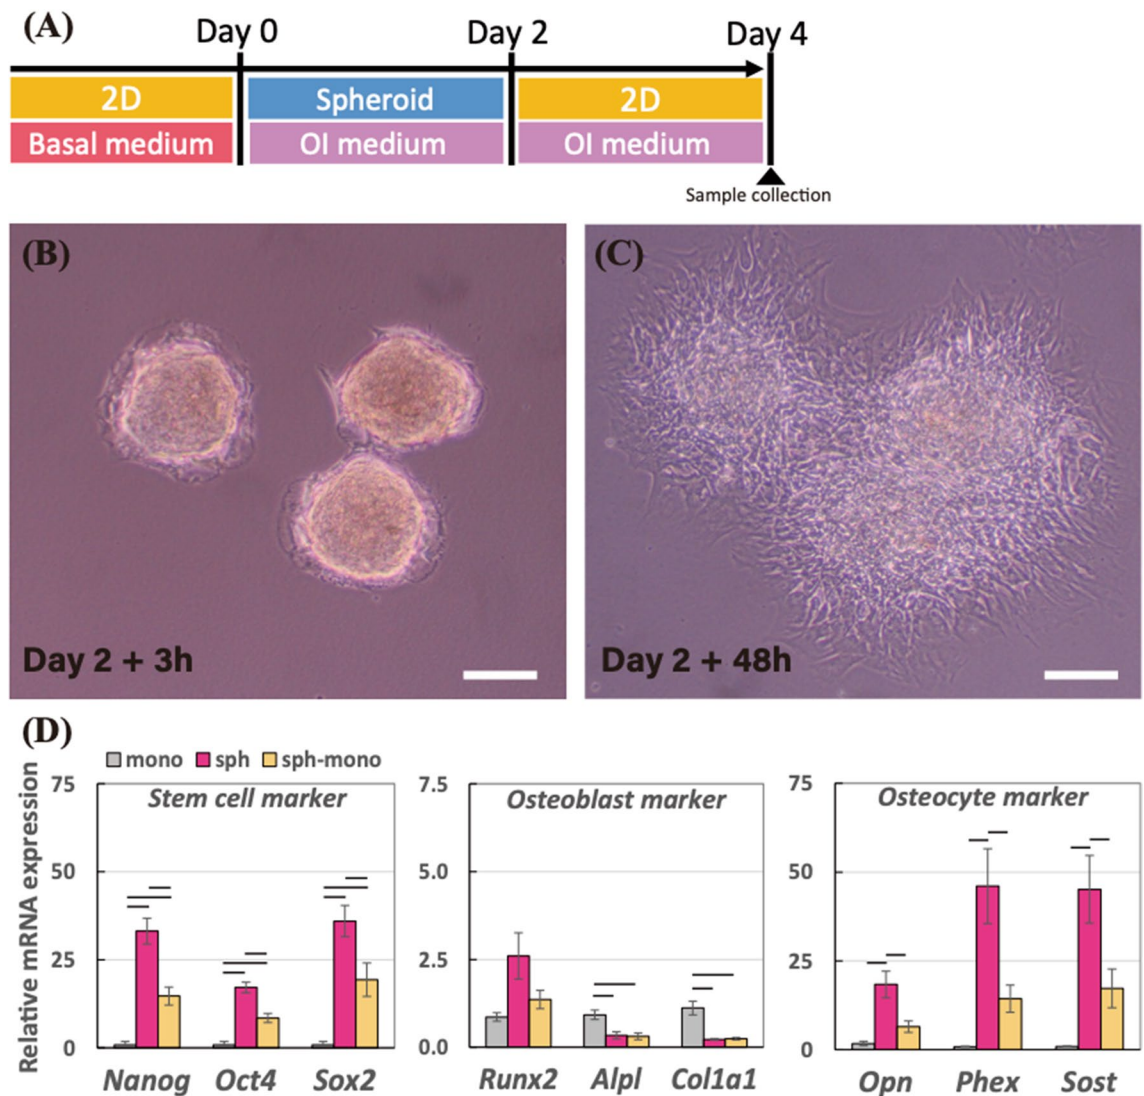 (A)
Day 0 Day 2 Day 4
2D Spheroid 2D
Basal medium OI medium OI medium
Sample collection
(B)
Day 2 + 3h
(C)
Day 2 + 48h
(D)
mono sph sph-mono
Relative mRNA expression
75
50
25
0
Stem cell marker
Nanog Oct4 Sox2
7.5
5.0
2.5
0.0
Osteoblast marker
Runx2 Alpl Col1a1
75
50
25
0
Osteocyte marker
Opn Phex Sost